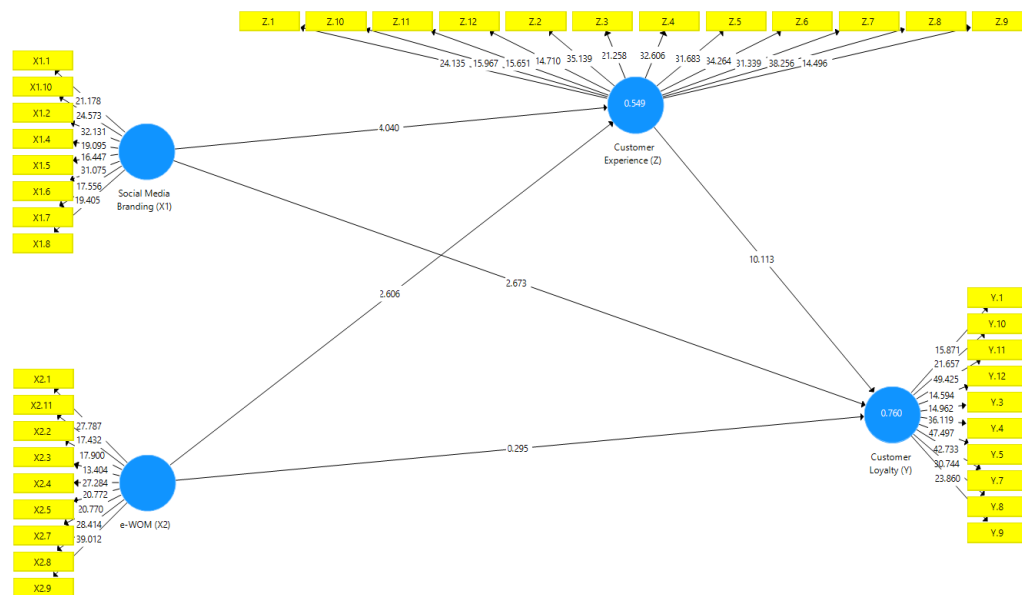 Z.1 Z.10 Z.11 Z.12 Z.2 Z.3 Z.4 Z.5 Z.6 Z.7 Z.8 Z.9
24.135 15.967 15.651 14.710 35.139 21.258 32.606 31.683 34.264 31.339 38.256 14.496
0.549
Customer
Experience (Z)
X1.1
X1.10
X1.2
X1.4
X1.5
X1.6
X1.7
X1.8
21.178
24.573
32.131
19.095
16.447
31.075
17.556
19.405
Social Media
Branding (X1)
4.040
2.673
2.606
10.113
0.295
X2.1
X2.11
X2.2
X2.3
X2.4
X2.5
X2.7
X2.8
X2.9
27.787
17.432
17.900
13.404
27.284
20.772
20.770
28.414
39.012
e-WOM (X2)
0.760
Customer
Loyalty (Y)
15.871
21.657
49.425
14.594
14.962
36.119
47.497
42.733
30.744
23.860
Y.1
Y.10
Y.11
Y.12
Y.3
Y.4
Y.5
Y.7
Y.8
Y.9